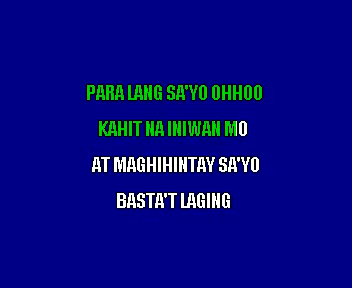 PARA LANG SA'YO OHHOO
KAHIT NA INIWAN MO
AT MAGHIHINTAY SA'YO
BASTA'T LAGING